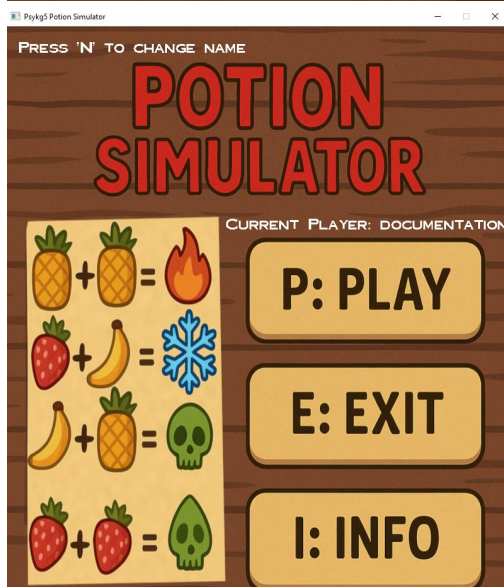 Psykg5 Potion Simulator
Press 'N' to change name
POTION
SIMULATOR
Current Player: documentation
P: PLAY
+ =
+ =
E: EXIT
+ =
I: INFO
+ =